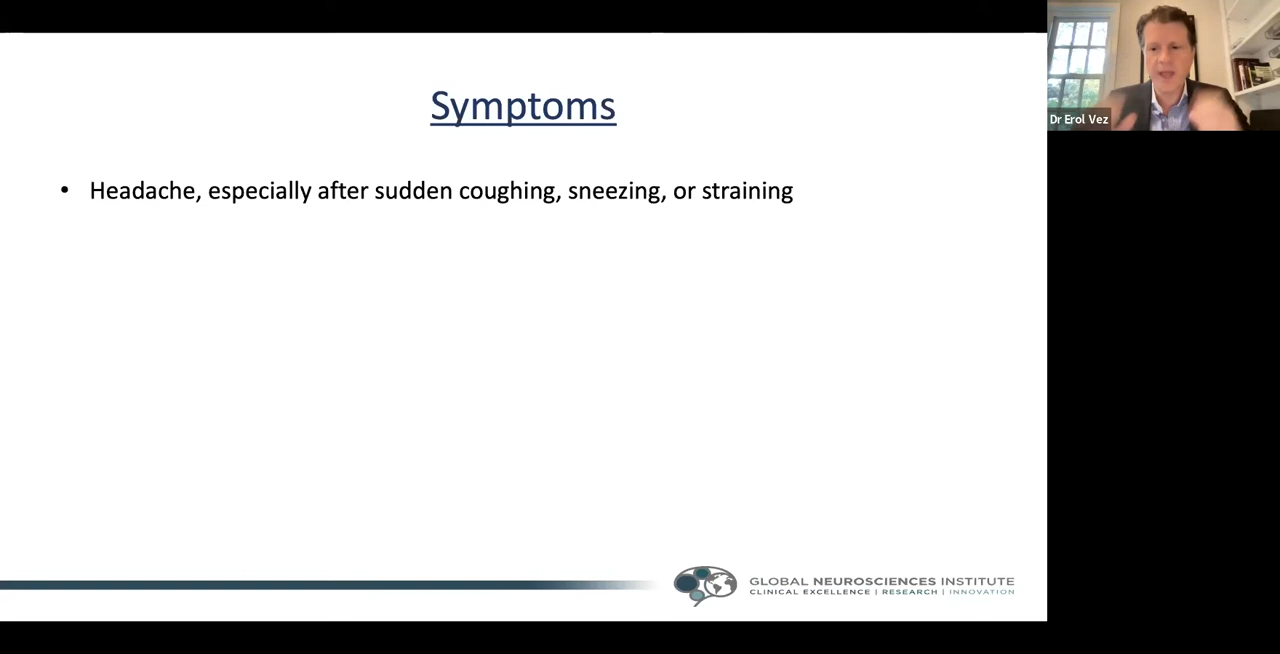 Symptoms
• Headache, especially after sudden coughing, sneezing, or straining
Dr Erol Vez
GLOBAL NEUROSCIENCES INSTITUTE
CLINICAL EXCELLENCE | RESEARCH | INNOVATION